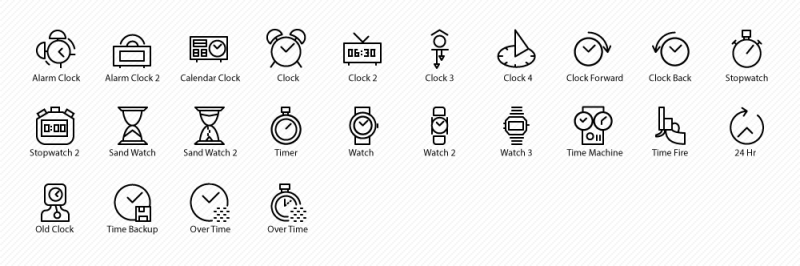 06:30
Alarm Clock Alarm Clock 2 Calendar Clock Clock Clock 2 Clock 3 Clock 4 Clock Forward Clock Back Stopwatch
0:00
Stopwatch 2 Sand Watch Sand Watch 2 Timer Watch Watch 2 Watch 3 Time Machine Time Fire 24 Hr
Old Clock Time Backup Over Time Over Time